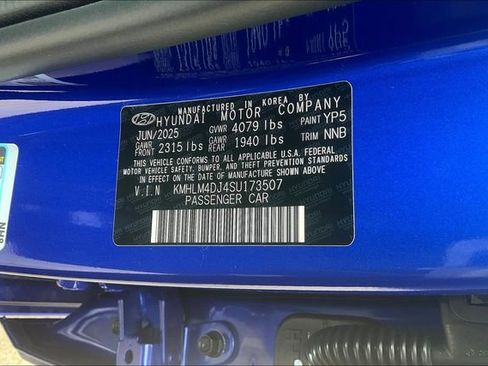 MANUFACTURED IN KOREA BY
HYUNDAI MOTOR COMPANY
JUN/2025 GVWR 4079 lbs PAINT YP5
GAWR FRONT 2315 lbs GAWR REAR 1940 lbs TRIM NNB
THIS VEHICLE CONFORMS TO ALL APPLICABLE U.S.A. FEDERAL
MOTOR VEHICLE SAFETY, BUMPER, AND THEFT PREVENTION STANDARDS
IN EFFECT ON THE DATE OF MANUFACTURE SHOWN ABOVE.
V.I.N KMHLM4DJ4SU173507
PASSENGER CAR